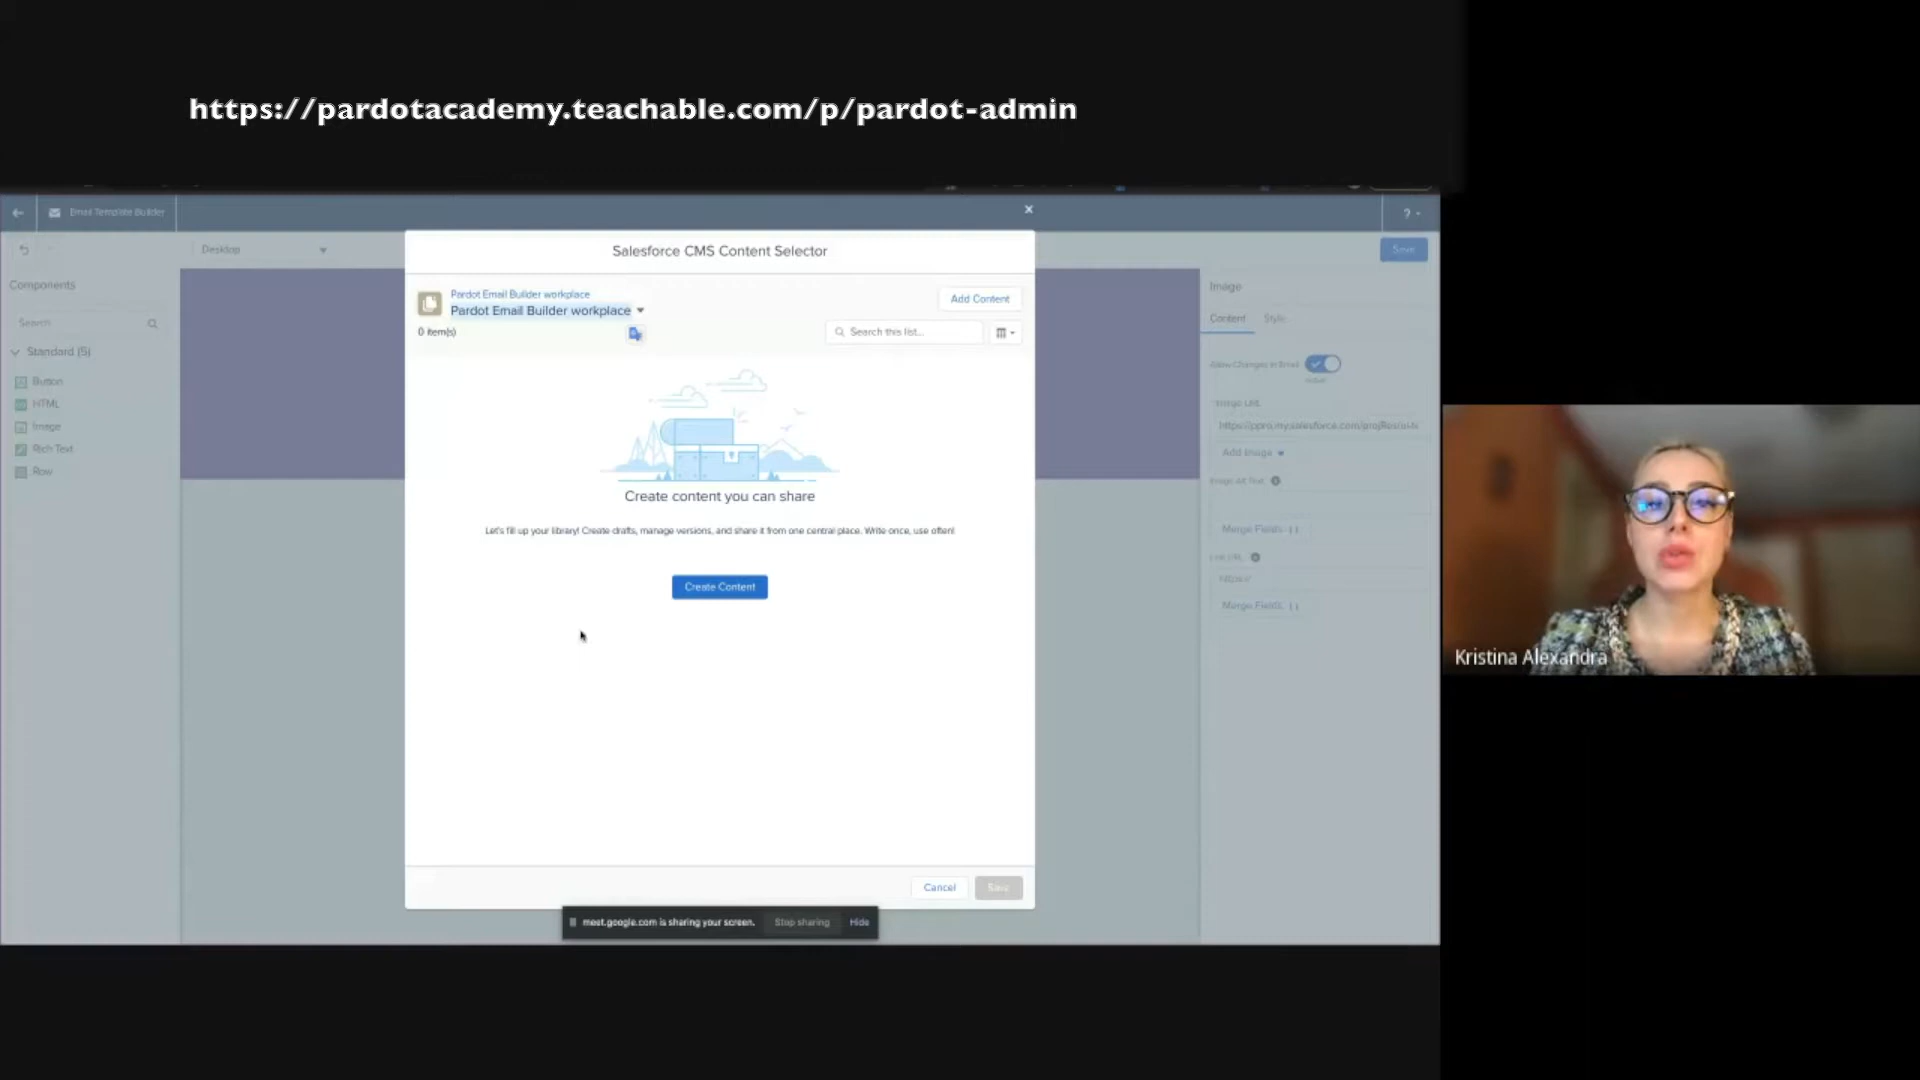 https://pardotacademy.teachable.com/p/pardot-admin
Email Template Builder
?
Desktop
Save
Components
Search
Standard (5)
Button
HTML
Image
Rich Text
Row
Salesforce CMS Content Selector
Pardot Email Builder workplace
Pardot Email Builder workplace
Add Content
0 item(s)
Search this list...
Create content you can share
Let's fill up your library! Create drafts, manage versions, and share it from one central place. Write once, use often!
Create Content
Cancel
Save
meet.google.com is sharing your screen.
Stop sharing
Hide
Image
Content
Style
Allow Changes in Email
Image URL
Add Image
Image Alt Text
Merge Fields
Link URL
https://
Merge Fields
Kristina Alexandra